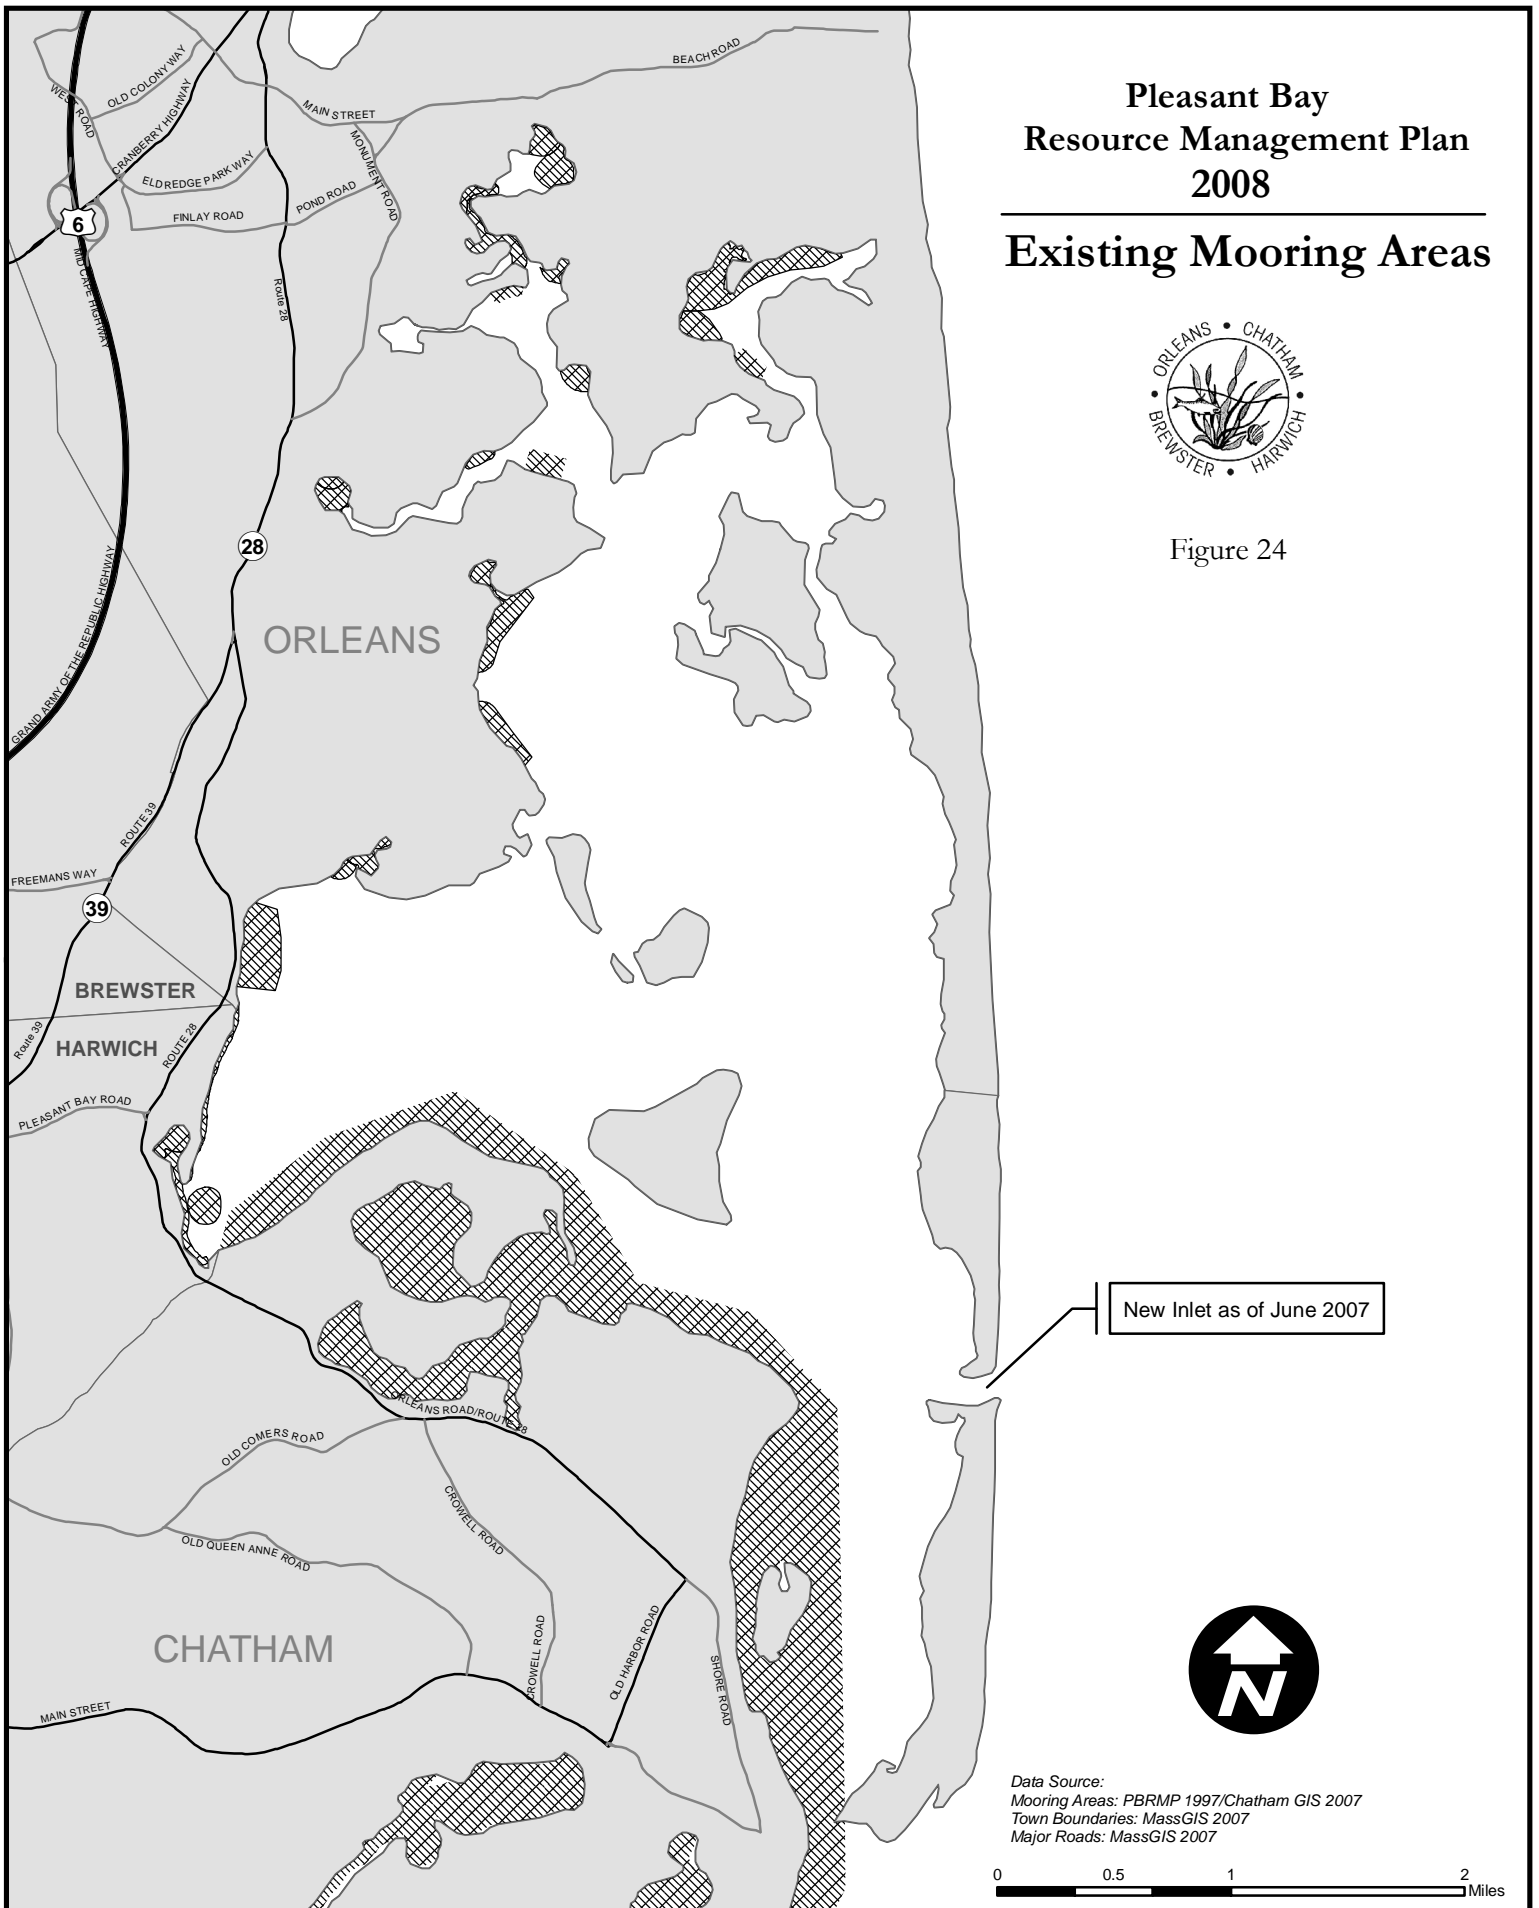 Pleasant Bay
Resource Management Plan
2008
Existing Mooring Areas
ORLEANS • CHATHAM
• BREWSTER • HARWICH •
Figure 24
BEACH ROAD
OLD COLONY WAY
WEST ROAD
CRANBERRY HIGHWAY
MAIN STREET
MONUMENT ROAD
ELDREDGE PARK WAY
POND ROAD
FINLAY ROAD
6
MID CAPE HIGHWAY
Route 28
28
GRAND ARMY OF THE REPUBLIC HIGHWAY
ORLEANS
ROUTE 39
FREEMANS WAY
39
BREWSTER
Route 39
HARWICH
ROUTE 28
PLEASANT BAY ROAD
New Inlet as of June 2007
ORLEANS ROAD/ROUTE 28
OLD COMERS ROAD
CROWELL ROAD
OLD QUEEN ANNE ROAD
CHATHAM
CROWELL ROAD
OLD HARBOR ROAD
SHORE ROAD
MAIN STREET
N
Data Source:
Mooring Areas: PBRMP 1997/Chatham GIS 2007
Town Boundaries: MassGIS 2007
Major Roads: MassGIS 2007
0 0.5 1 2
Miles